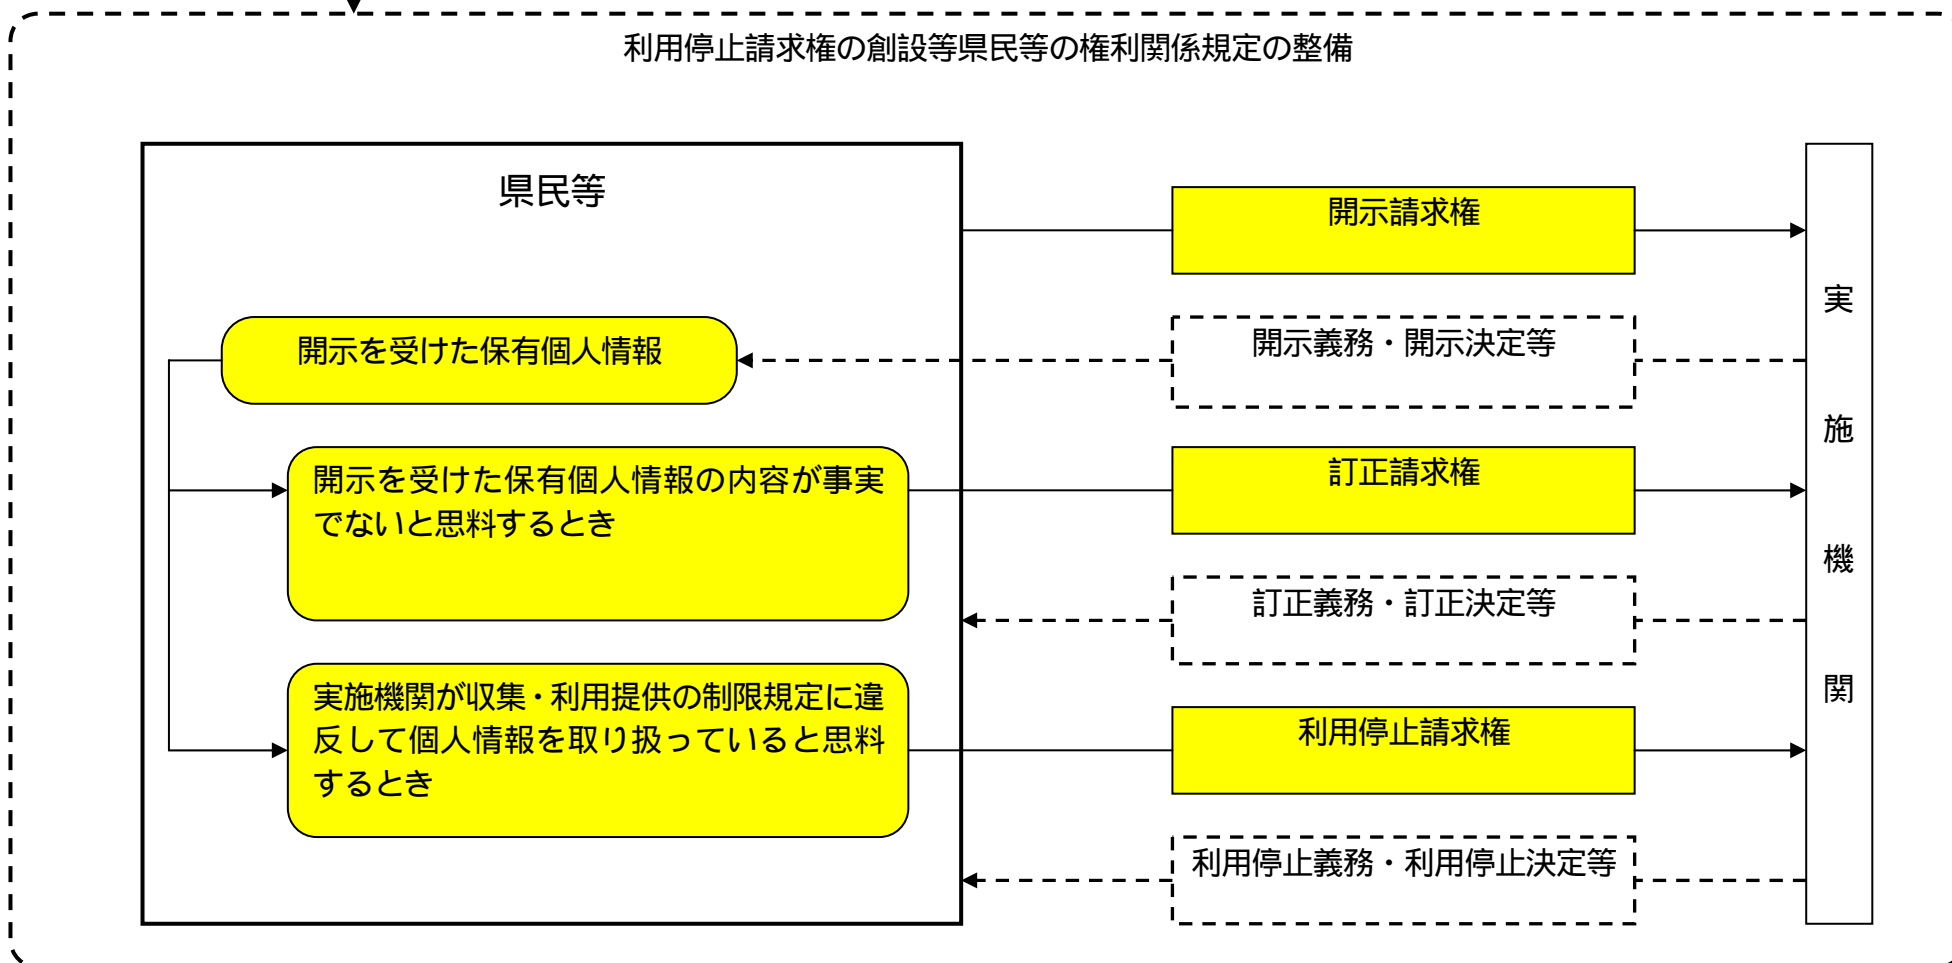 利用停止請求権の創設等県民等の権利関係規定の整備
県民等
開示請求権
開示を受けた保有個人情報
開示義務・開示決定等
開示を受けた保有個人情報の内容が事実
でないと思料するとき
訂正請求権
訂正義務・訂正決定等
実施機関が収集・利用提供の制限規定に違
反して個人情報を取り扱っていると思料
するとき
利用停止請求権
利用停止義務・利用停止決定等
実施機関